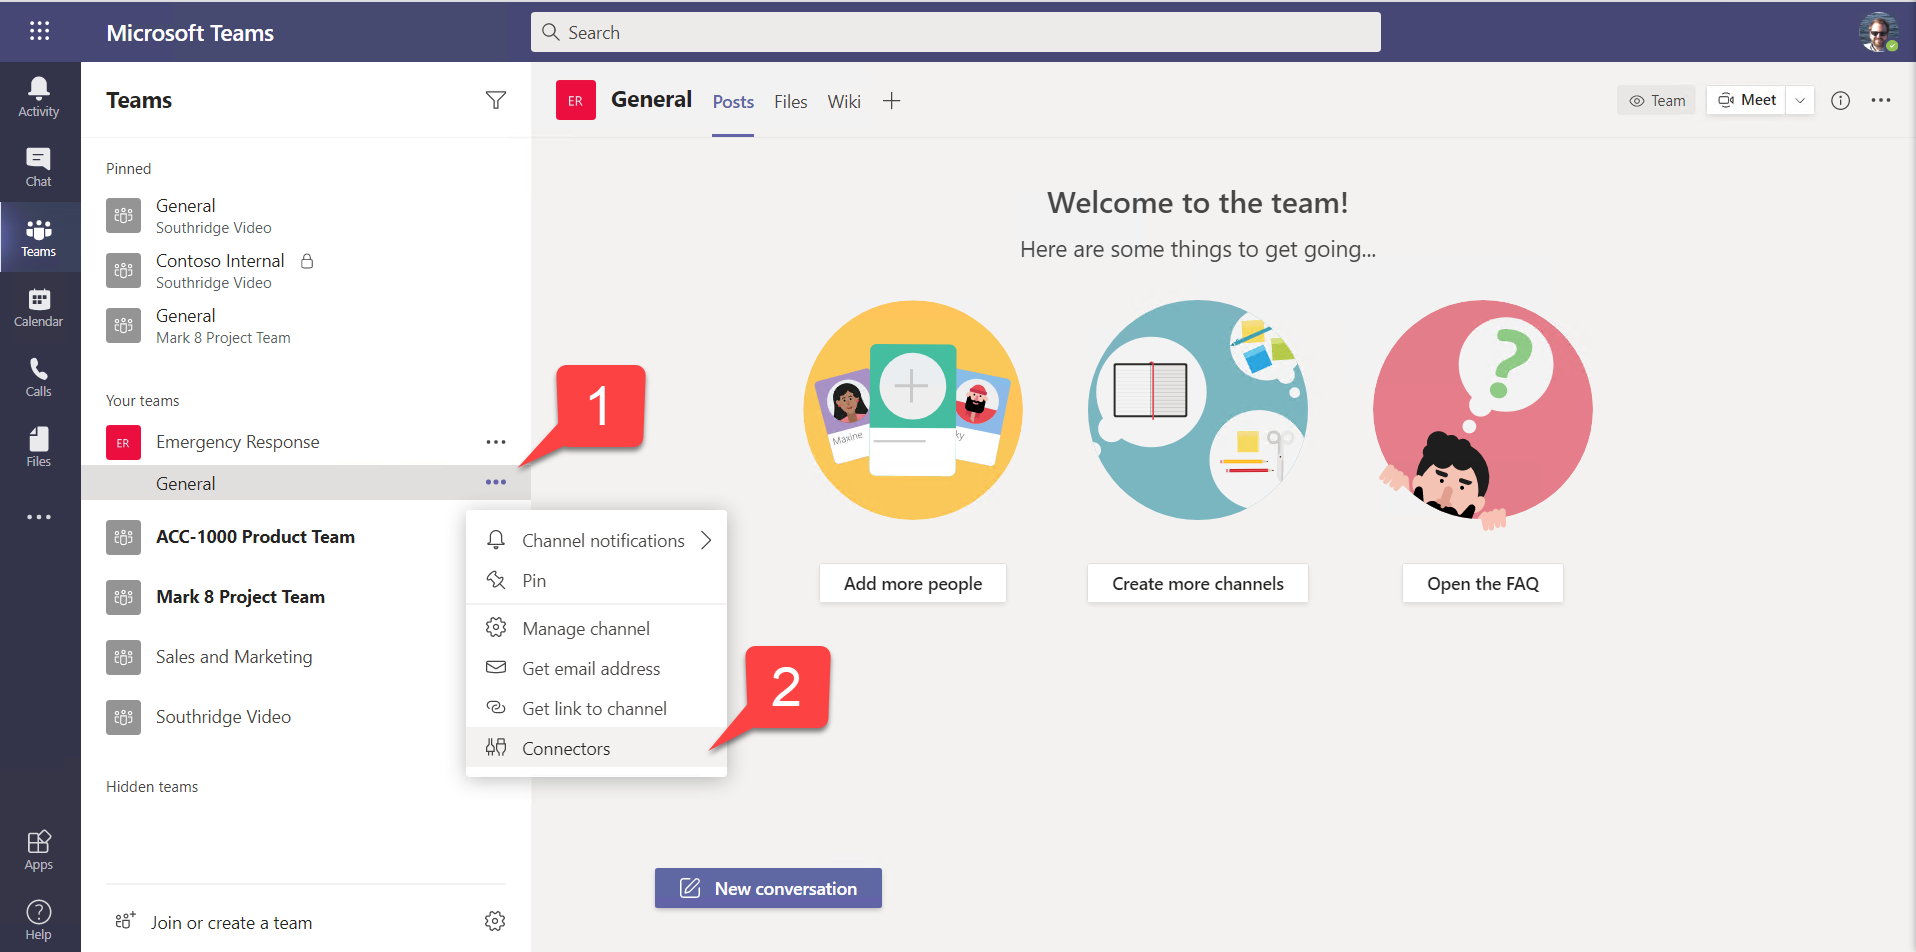 Microsoft Teams
Search
Activity
Chat
Teams
Calendar
Calls
Files
Apps
Help
Teams
Pinned
General
Southridge Video
Contoso Internal
Southridge Video
General
Mark 8 Project Team
Your teams
ER
Emergency Response
General
ACC-1000 Product Team
Mark 8 Project Team
Sales and Marketing
Southridge Video
Hidden teams
Join or create a team
1
Channel notifications
Pin
Manage channel
Get email address
Get link to channel
Connectors
2
ER
General
Posts
Files
Wiki
Team
Meet
Welcome to the team!
Here are some things to get going...
Maxine
ky
?
Add more people
Create more channels
Open the FAQ
New conversation